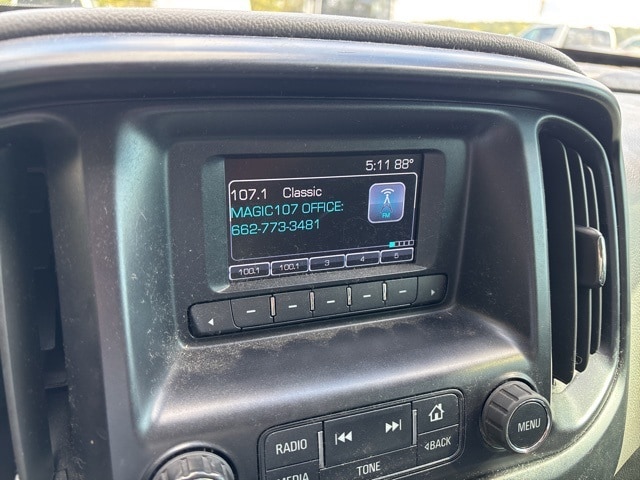 5:11 88°
107.1 Classic
MAGIC107 OFFICE:
662-773-3481
FM
100.1 100.1 3 4 5
RADIO
MEDIA
TONE
BACK
MENU